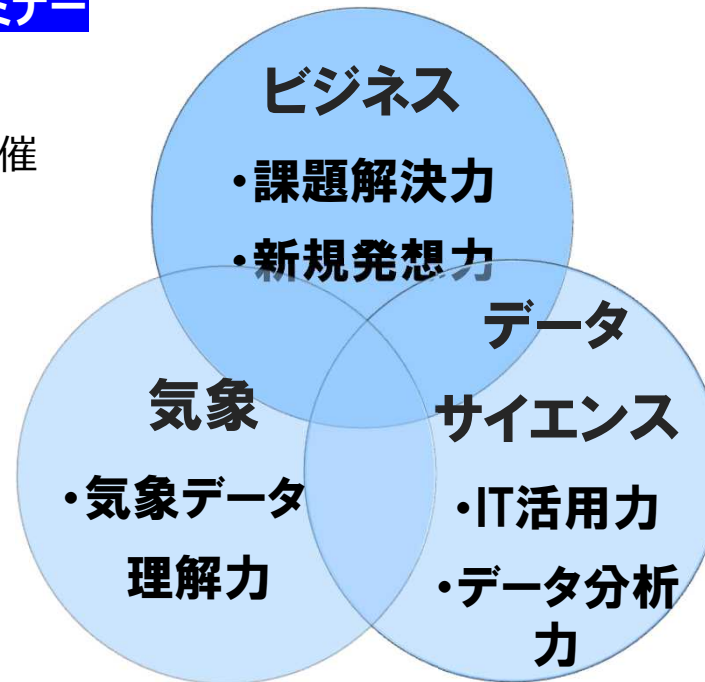 ミナー
催
ビジネス
・課題解決力
・新規発想力
データ
サイエンス
・IT活用力
・データ分析
力
気象
・気象データ
理解力